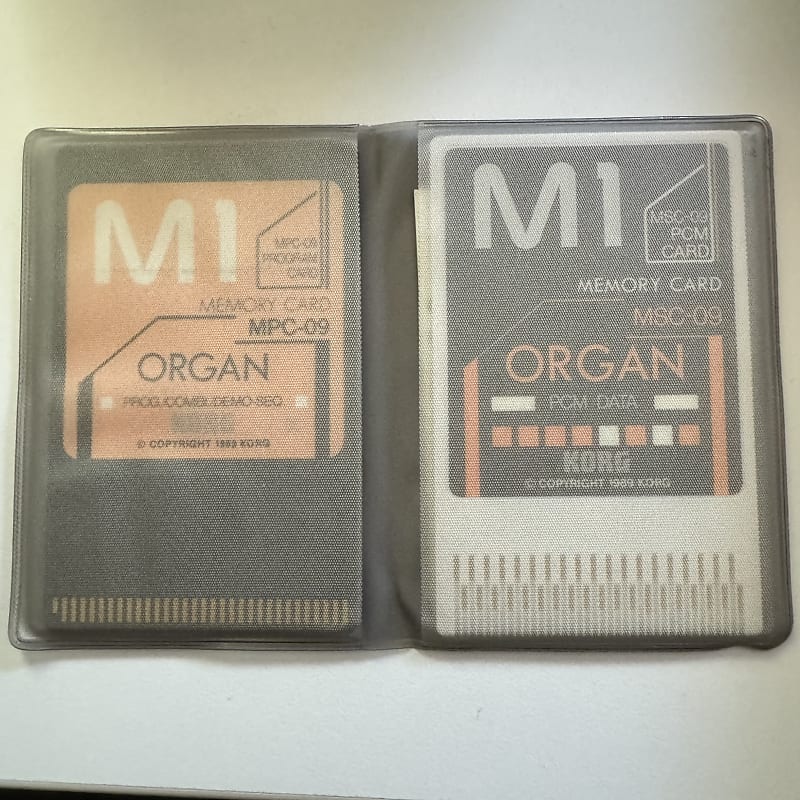 M1
MPC-09
PROGRAM
CARD
MEMORY CARD
MPC-09
ORGAN
PROG./COMBI./DEMO-SEQ
KORG
© COPYRIGHT 1989 KORG
M1
MSC-09
PCM
CARD
MEMORY CARD
MSC-09
ORGAN
PCM DATA
KORG
© COPYRIGHT 1989 KORG